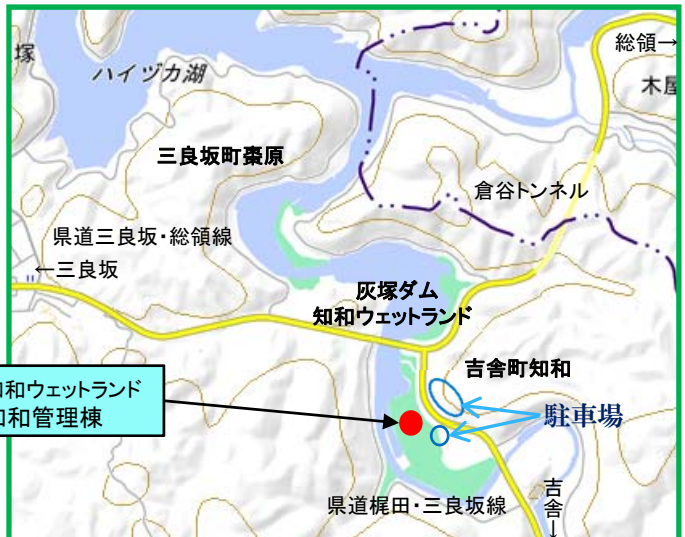 総領→
塚
ハイヅカ湖
木屋
三良坂町棗原
倉谷トンネル
県道三良坂・総領線
←三良坂
灰塚ダム
知和ウェットランド
吉舎町知和
知和ウェットランド
知和管理棟
駐車場
県道梶田・三良坂線
吉舎↓